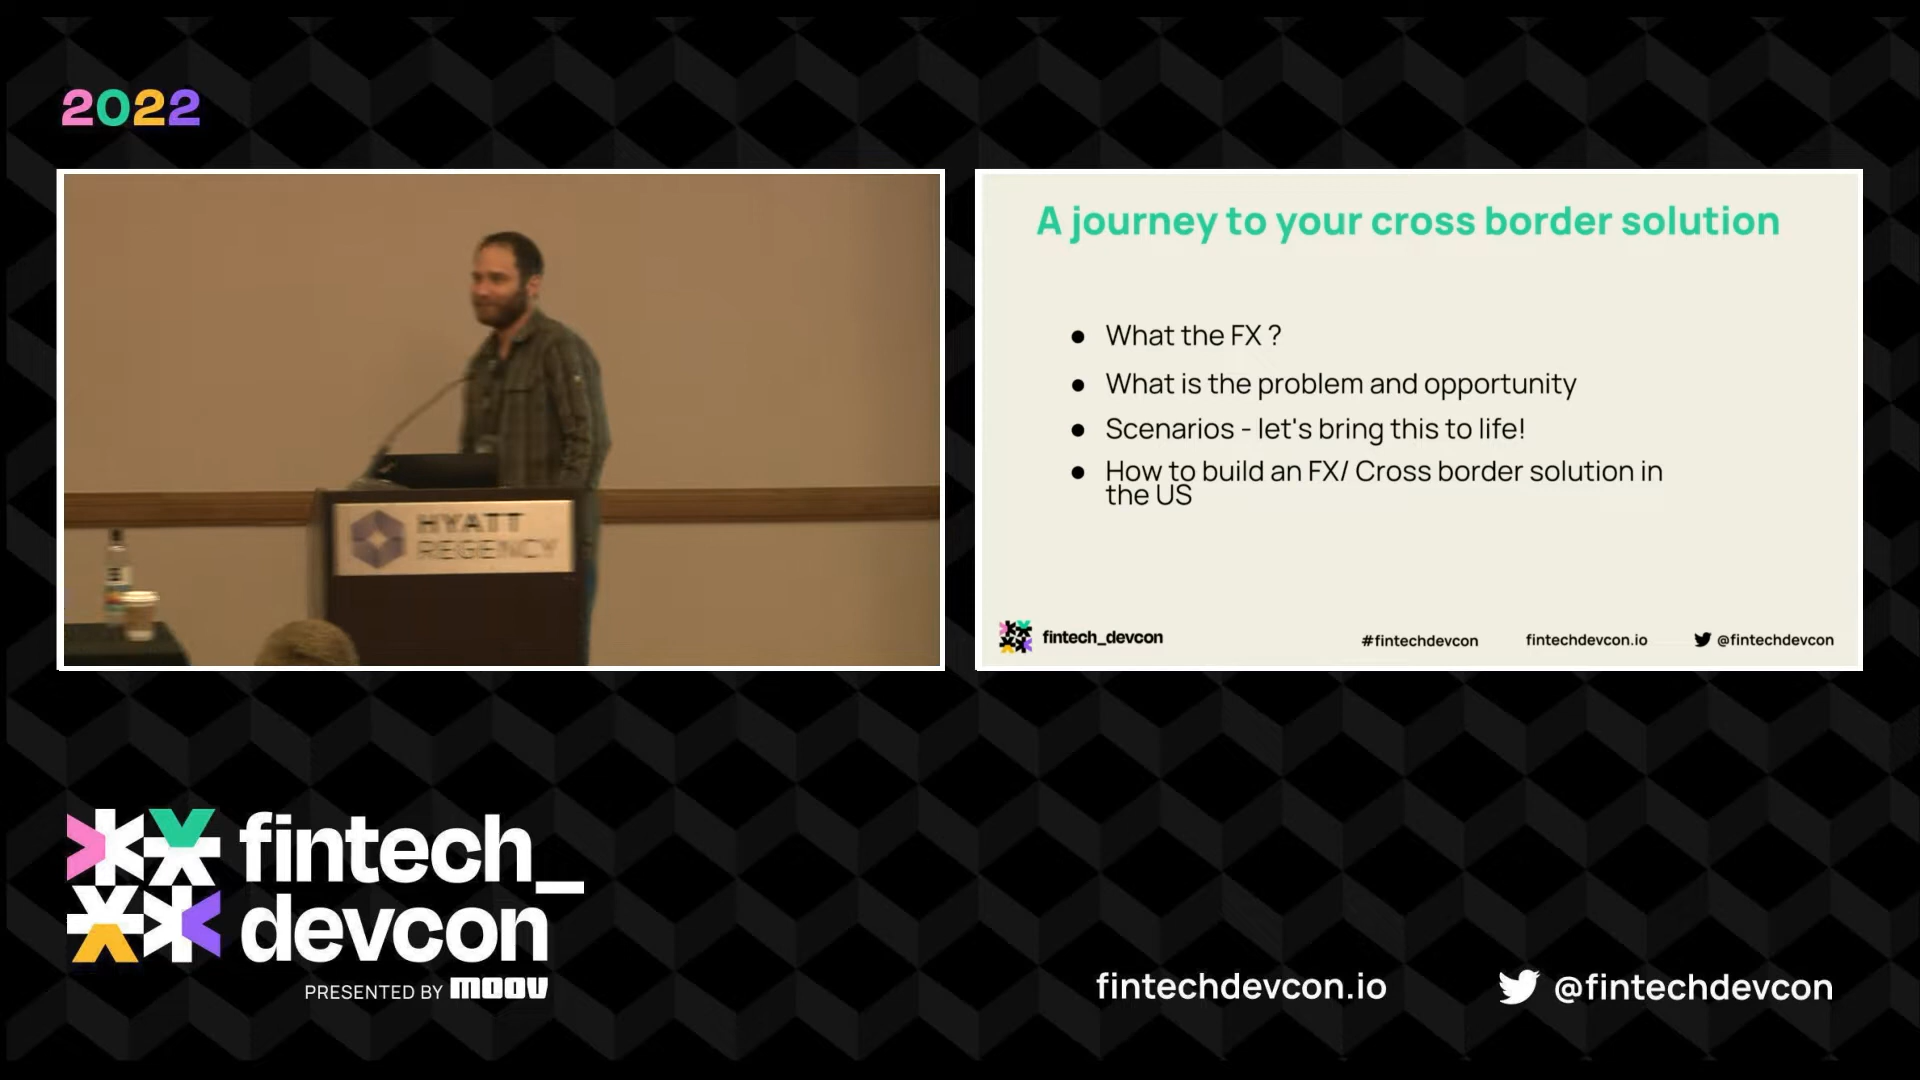 2022
HYATT
REGENCY
A journey to your cross border solution
● What the FX ?
● What is the problem and opportunity
● Scenarios - let's bring this to life!
● How to build an FX/ Cross border solution in
the US
fintech_devcon
#fintechdevcon
fintechdevcon.io
@fintechdevcon
fintech_
devcon
PRESENTED BY MOOV
fintechdevcon.io
@fintechdevcon